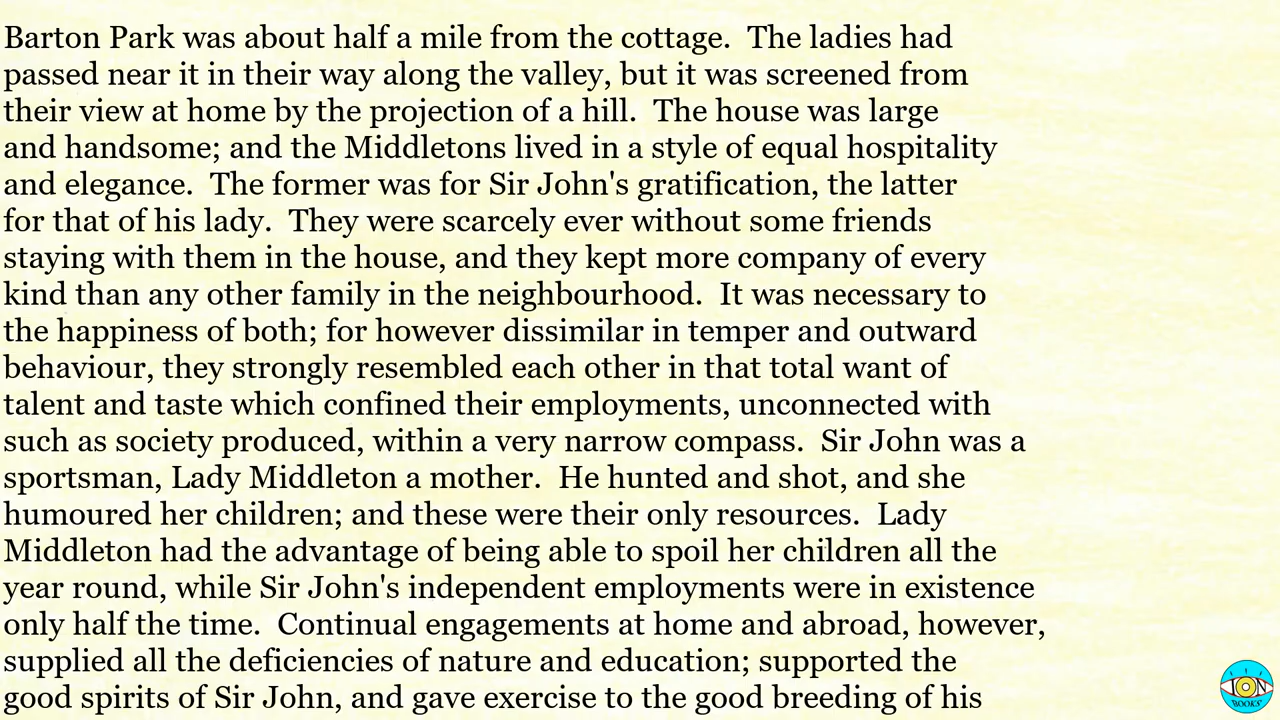 Barton Park was about half a mile from the cottage.  The ladies had
passed near it in their way along the valley, but it was screened from
their view at home by the projection of a hill.  The house was large
and handsome; and the Middletons lived in a style of equal hospitality
and elegance.  The former was for Sir John's gratification, the latter
for that of his lady.  They were scarcely ever without some friends
staying with them in the house, and they kept more company of every
kind than any other family in the neighbourhood.  It was necessary to
the happiness of both; for however dissimilar in temper and outward
behaviour, they strongly resembled each other in that total want of
talent and taste which confined their employments, unconnected with
such as society produced, within a very narrow compass.  Sir John was a
sportsman, Lady Middleton a mother.  He hunted and shot, and she
humoured her children; and these were their only resources.  Lady
Middleton had the advantage of being able to spoil her children all the
year round, while Sir John's independent employments were in existence
only half the time.  Continual engagements at home and abroad, however,
supplied all the deficiencies of nature and education; supported the
good spirits of Sir John, and gave exercise to the good breeding of his
ION
BOOKS